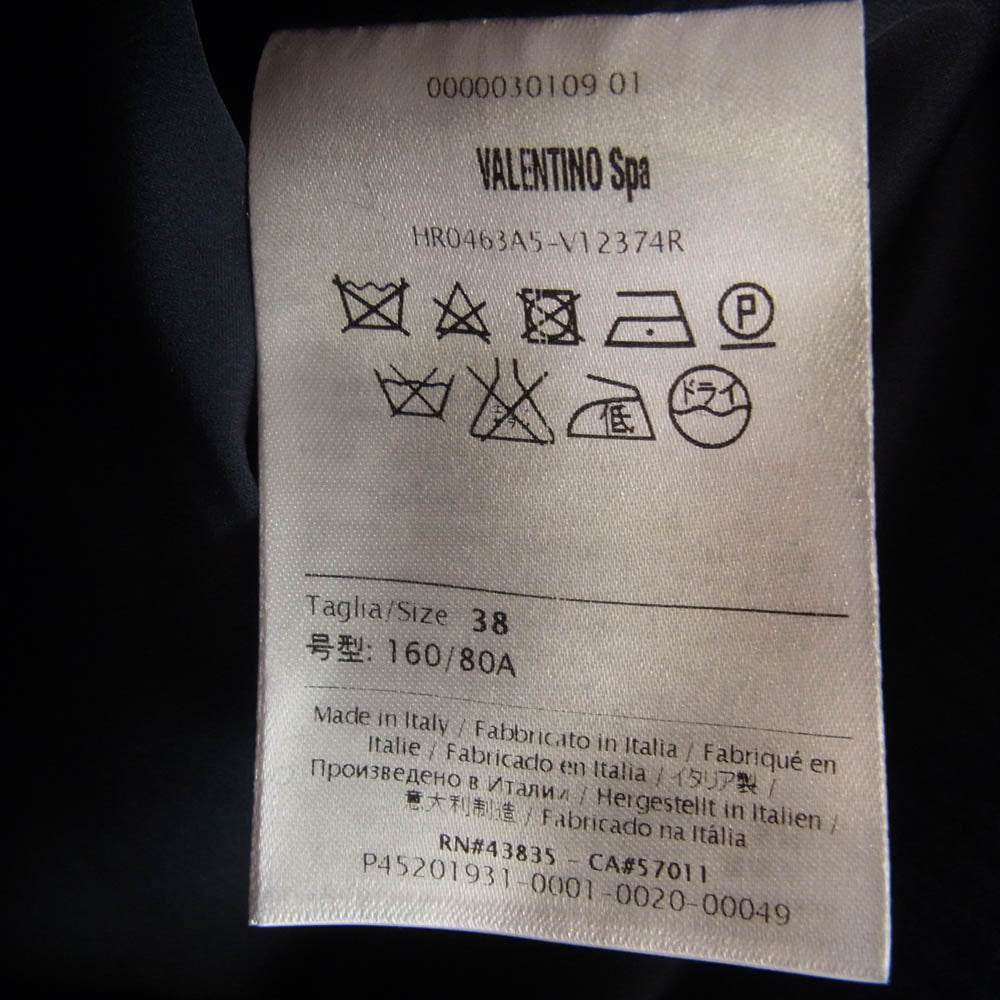 0000030109 01
VALENTINO Spa
HR0463A5-V12374R
P
低 ドライ
Taglia/Size 38
号型: 160/80A
Made in Italy / Fabbricato in Italia / Fabriqué en
Italie / Fabricado en Italia / イタリア製 /
Произведено в Италии / Hergestellt in Italien /
意大利制造 / Fabricado na Itália
RN#43835 - CA#57011
P45201931-0001-0020-00049